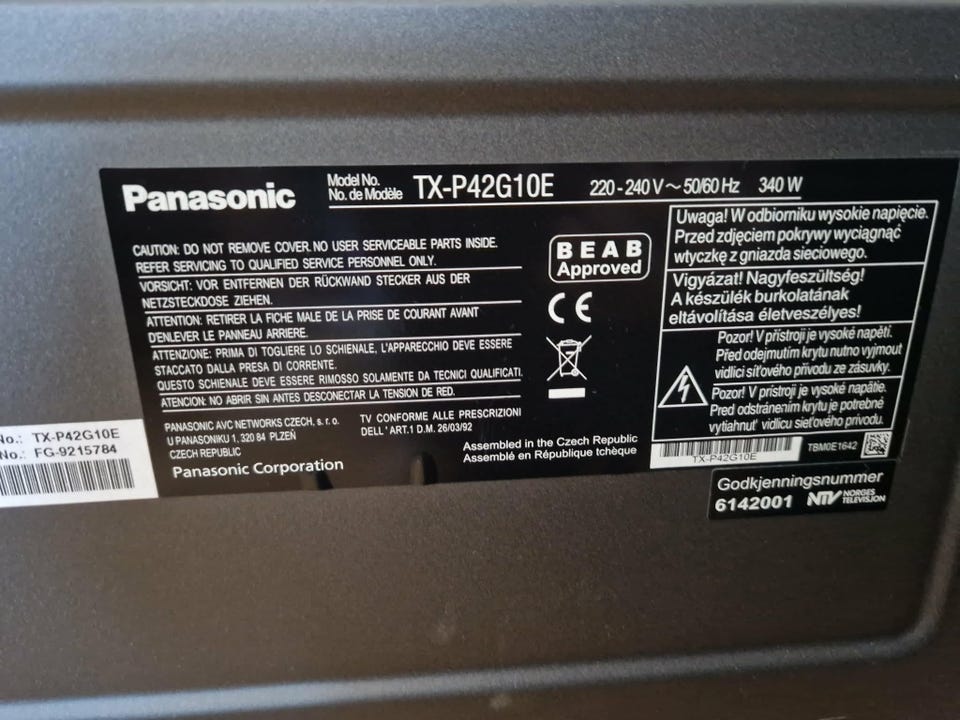 Panasonic
Model No.
No. de Modèle
TX-P42G10E
220 - 240 V ~ 50/60 Hz 340 W
CAUTION: DO NOT REMOVE COVER. NO USER SERVICEABLE PARTS INSIDE.
REFER SERVICING TO QUALIFIED SERVICE PERSONNEL ONLY.
VORSICHT: VOR ENTFERNEN DER RÜCKWAND STECKER AUS DER
NETZSTECKDOSE ZIEHEN.
ATTENTION: RETIRER LA FICHE MALE DE LA PRISE DE COURANT AVANT
D'ENLEVER LE PANNEAU ARRIERE.
ATTENZIONE: PRIMA DI TOGLIERE LO SCHIENALE, L'APPARECCHIO DEVE ESSERE
STACCATO DALLA PRESA DI CORRENTE.
QUESTO SCHIENALE DEVE ESSERE RIMOSSO SOLAMENTE DA TECNICI QUALIFICATI.
ATENCION: NO ABRIR SIN ANTES DESCONECTAR LA TENSION DE RED.
PANASONIC AVC NETWORKS CZECH, s. r. o.
U PANASONIKU 1, 320 84 PLZEŇ
CZECH REPUBLIC
Panasonic Corporation
TV CONFORME ALLE PRESCRIZIONI
DELL ' ART.1 D.M. 26/03/92
BEAB
Approved
CE
Assembled in the Czech Republic
Assemblé en République tchèque
Uwaga! W odbiorniku wysokie napięcie.
Przed zdjęciem pokrywy wyciągnąć
wtyczkę z gniazda sieciowego.
Vigyázat! Nagyfeszültség!
A készülék burkolatának
eltávolítása életveszélyes!
Pozor! V přístroji je vysoké napětí.
Před odejmutím krytu nutno vyjmout
vidlici síťového přívodu ze zásuvky.
Pozor! V prístroji je vysoké napätie.
Pred odstránením krytu je potrebné
vytiahnuť vidlicu sieťového prívodu.
TX-P42G10E
TBM0E1642
Godkjenningsnummer
6142001 NTV NORGES
TELEVISJON
No.: TX-P42G10E
No.: FG-9215784